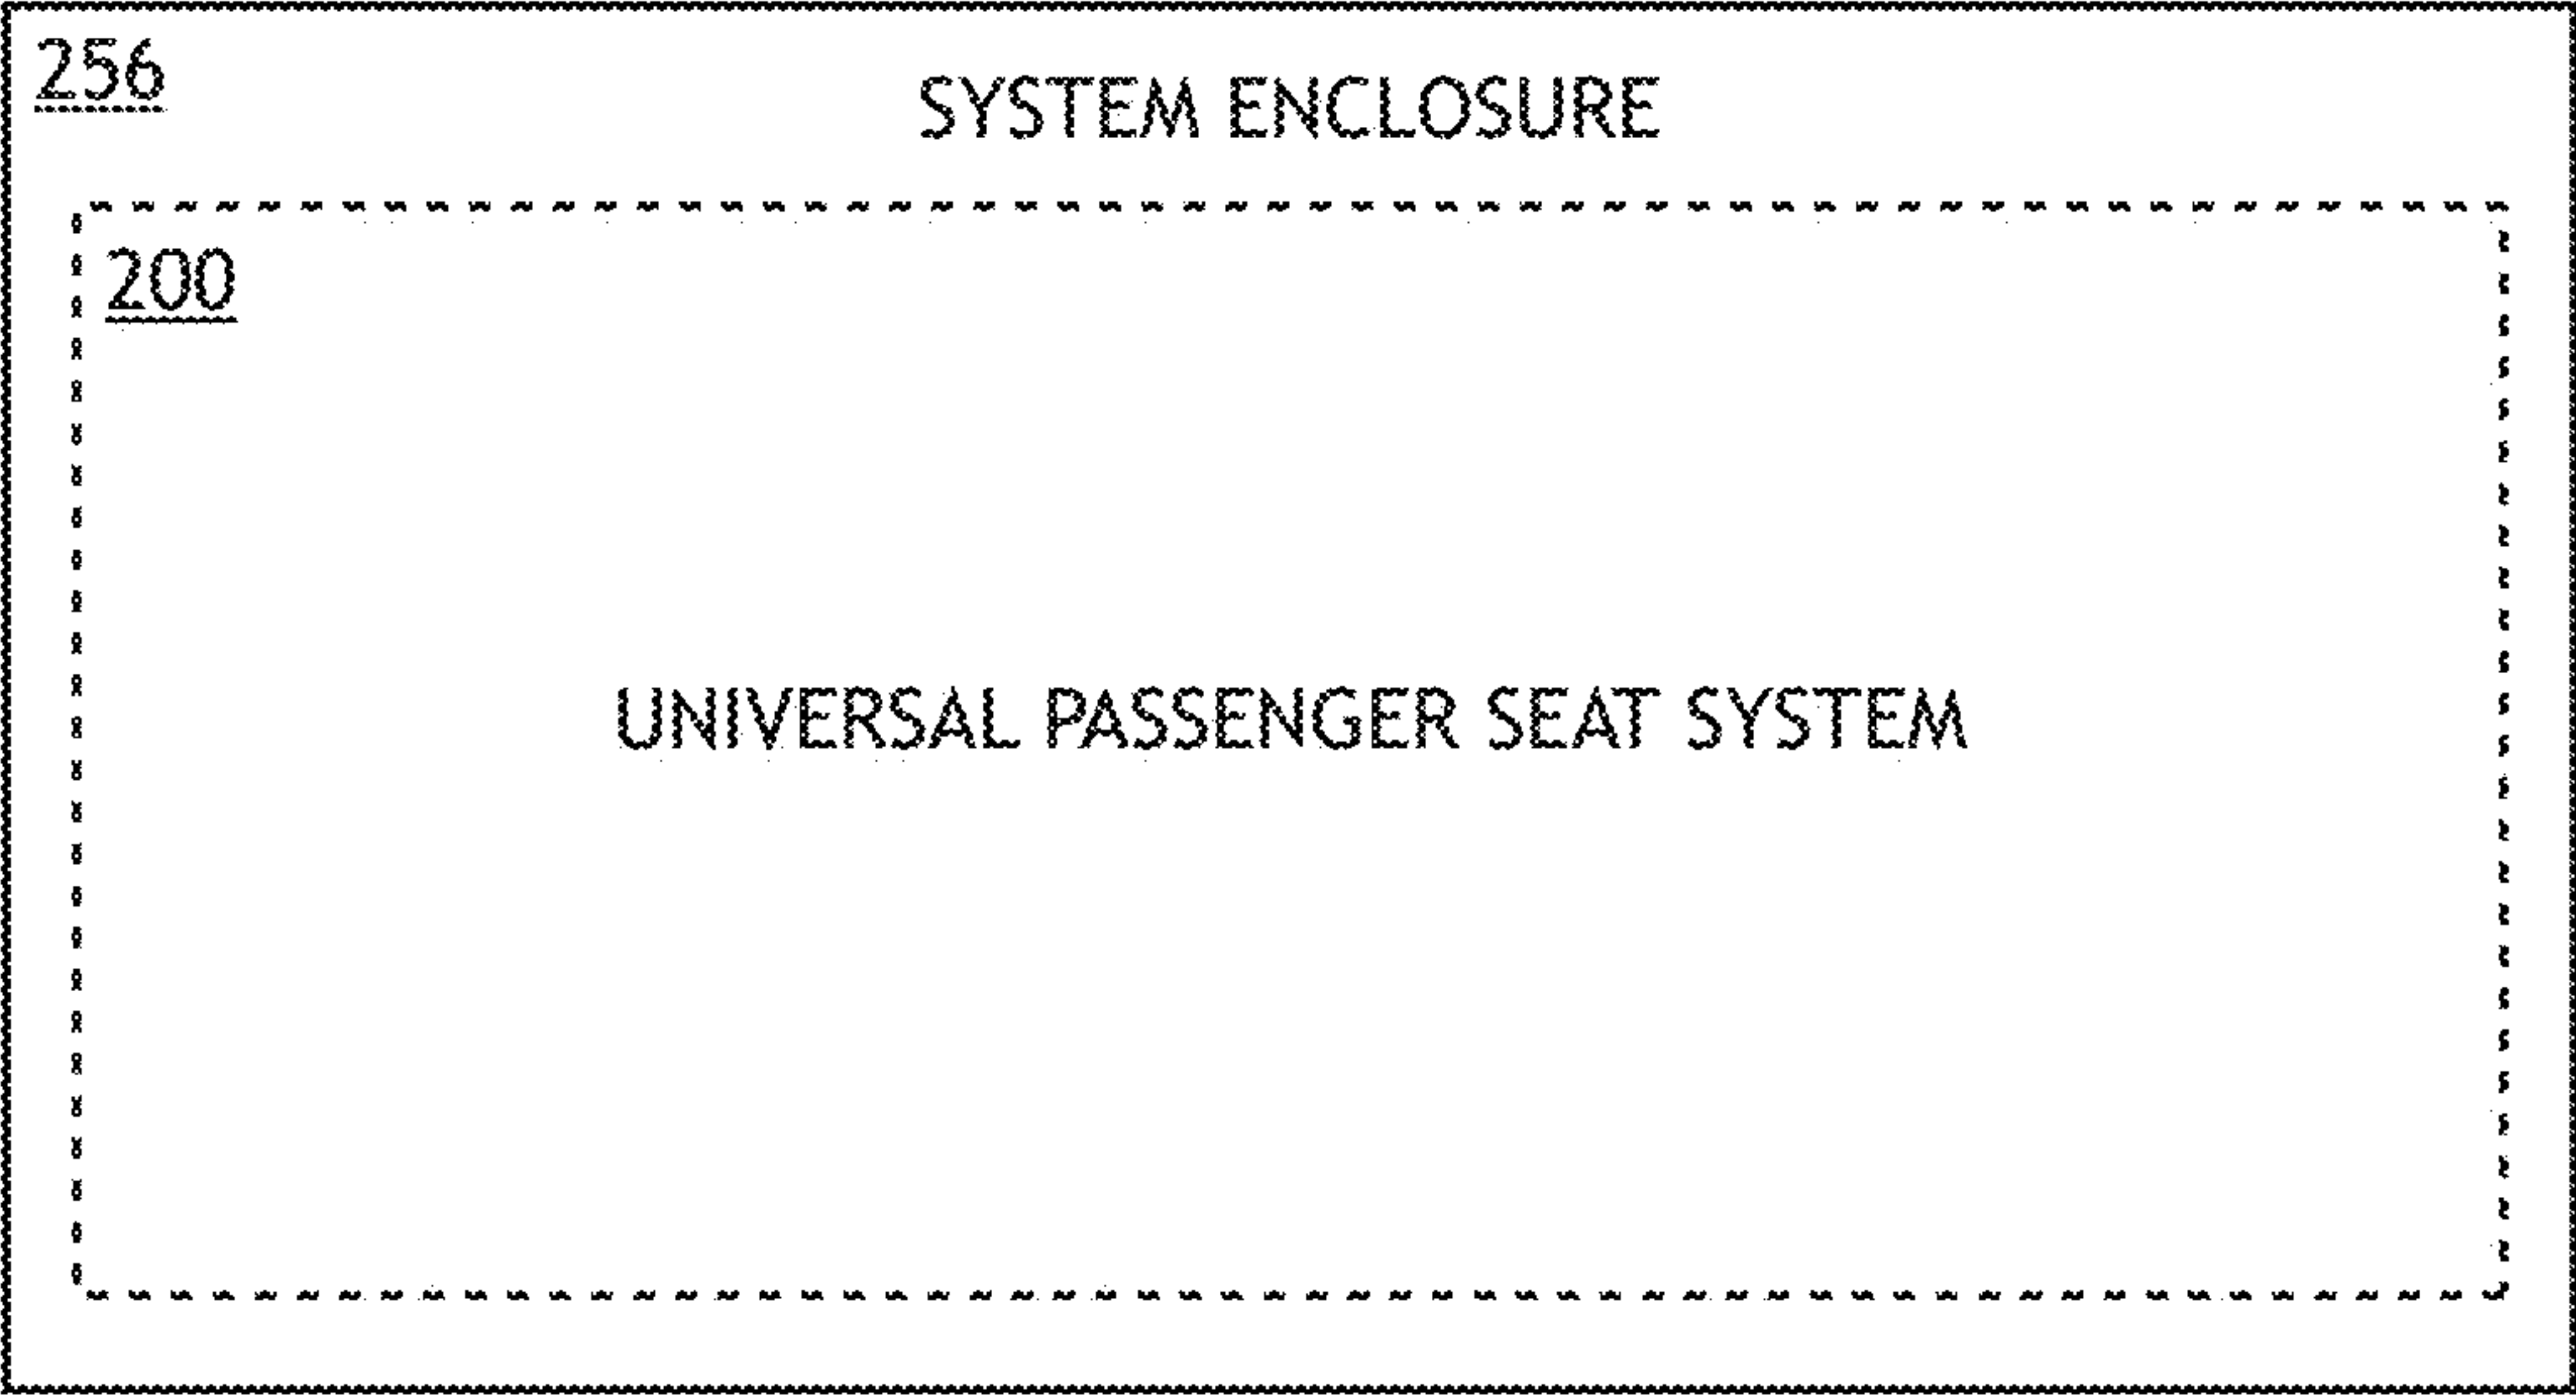 256
SYSTEM ENCLOSURE
200
UNIVERSAL PASSENGER SEAT SYSTEM